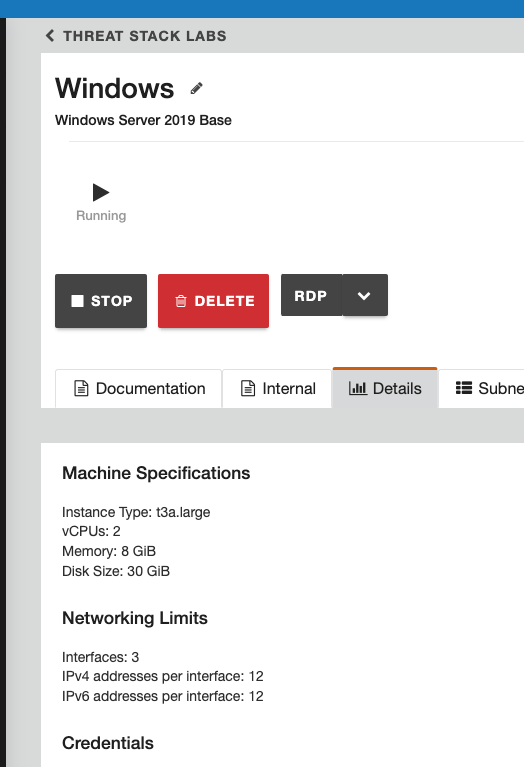 THREAT STACK LABS
Windows
Windows Server 2019 Base
Running
STOP
DELETE
RDP
Documentation
Internal
Details
Subne
Machine Specifications
Instance Type: t3a.large
vCPUs: 2
Memory: 8 GiB
Disk Size: 30 GiB
Networking Limits
Interfaces: 3
IPv4 addresses per interface: 12
IPv6 addresses per interface: 12
Credentials